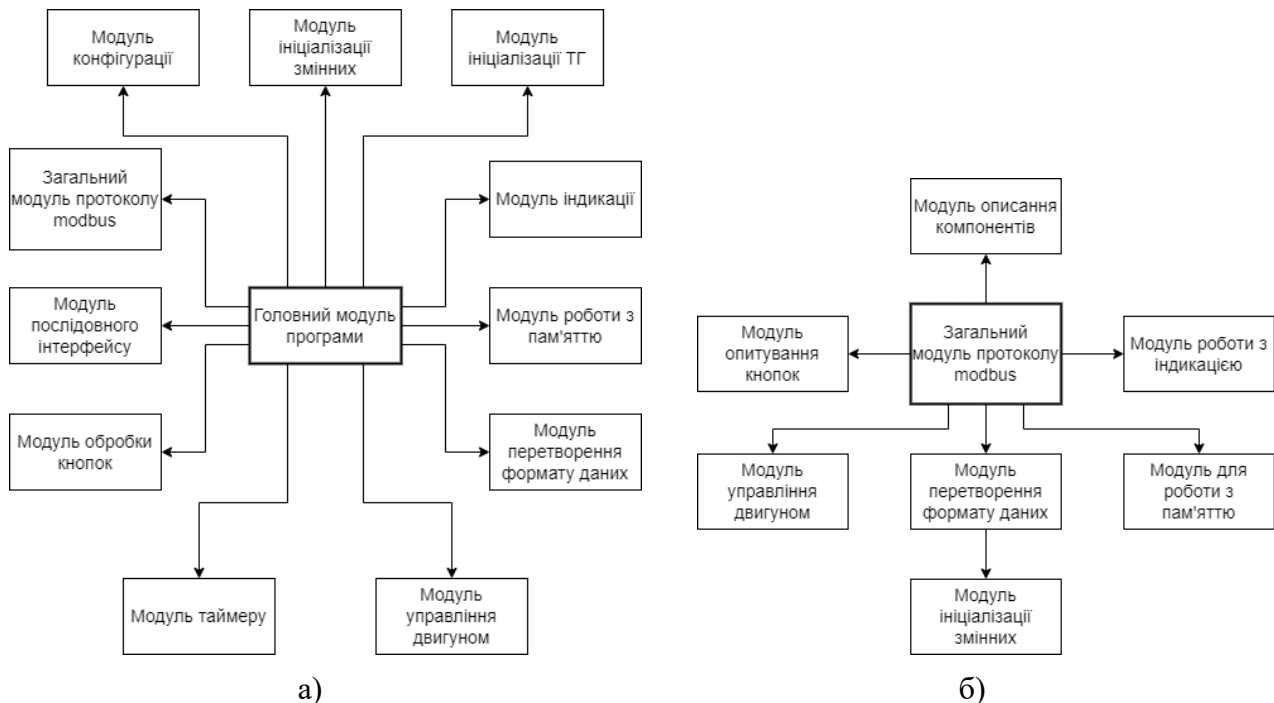 Модуль
конфігурації
Модуль
ініціалізації
змінних
Модуль
ініціалізації ТГ
Загальний
модуль протоколу
modbus
Модуль індикації
Модуль
послідовного
інтерфейсу
Головний модуль
програми
Модуль роботи з
пам'яттю
Модуль обробки
кнопок
Модуль
перетворення
формату даних
Модуль таймеру
Модуль
управління
двигуном
а)
Модуль описання
компонентів
Модуль
опитування
кнопок
Загальний
модуль протоколу
modbus
Модуль роботи з
індикацією
Модуль
управління
двигуном
Модуль
перетворення
формату даних
Модуль для
роботи з
пам'яттю
Модуль
ініціалізації
змінних
б)